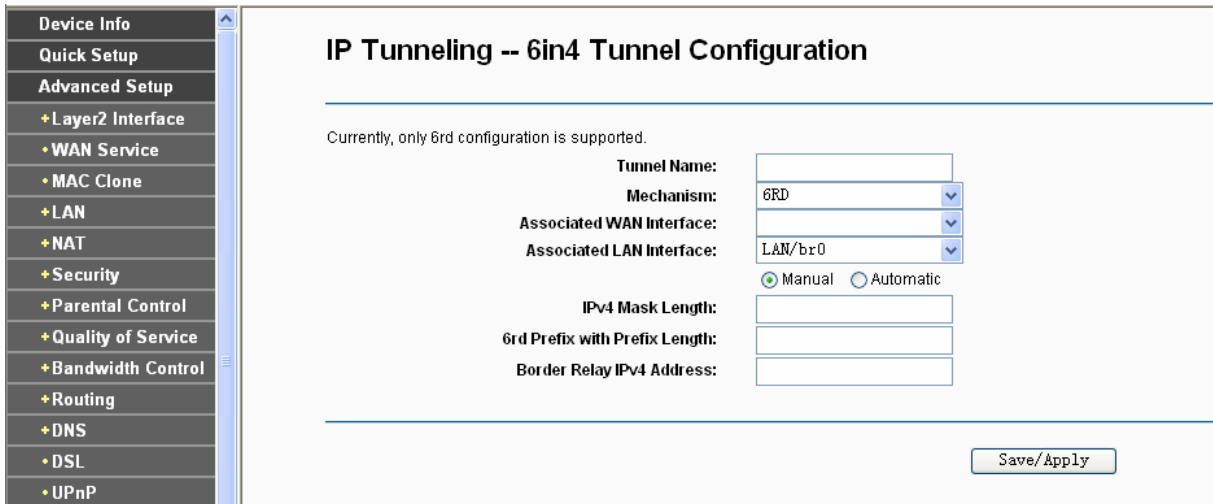 Device Info
Quick Setup
Advanced Setup
+Layer2 Interface
•WAN Service
•MAC Clone
+LAN
+NAT
+Security
+Parental Control
+Quality of Service
+Bandwidth Control
+Routing
+DNS
•DSL
•UPnP
IP Tunneling -- 6in4 Tunnel Configuration
Currently, only 6rd configuration is supported.
Tunnel Name:
Mechanism: 6RD
Associated WAN Interface:
Associated LAN Interface: LAN/br0
Manual Automatic
IPv4 Mask Length:
6rd Prefix with Prefix Length:
Border Relay IPv4 Address:
Save/Apply